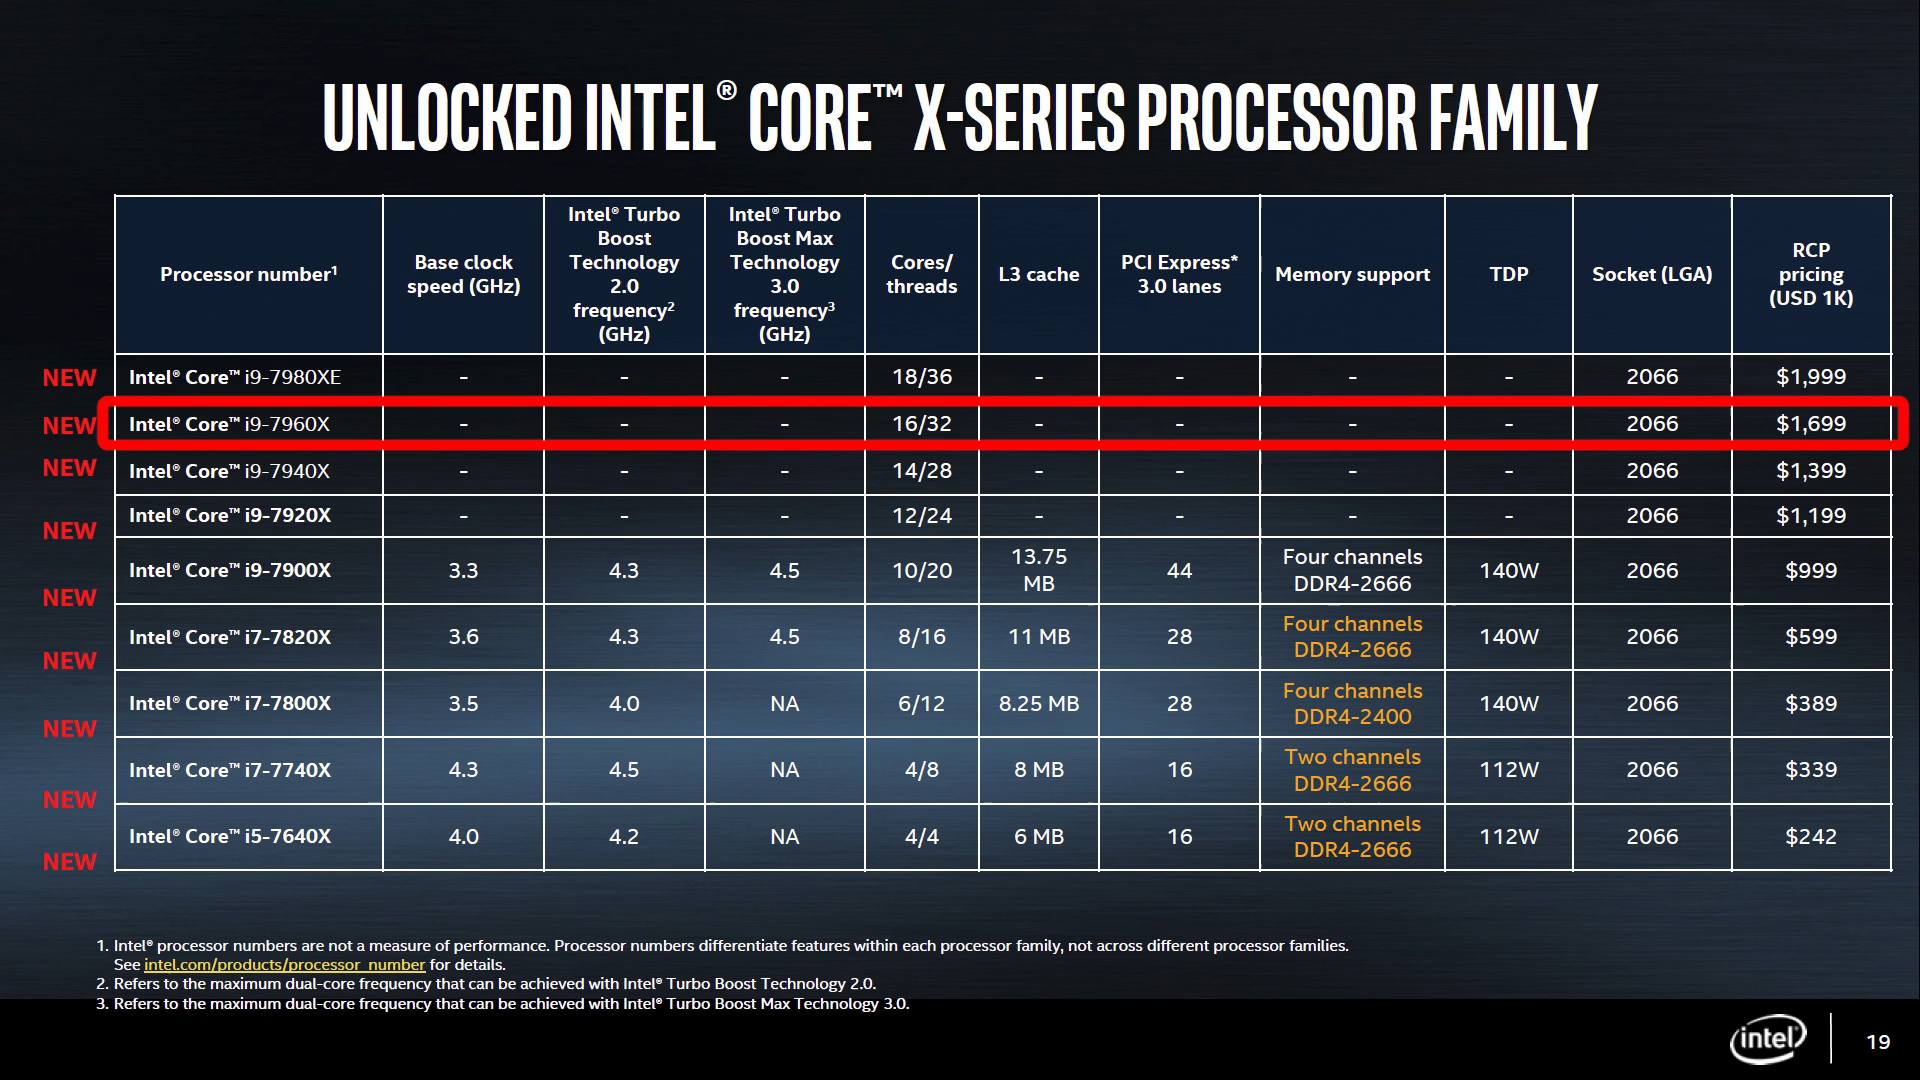 UNLOCKED INTEL® CORE™ X-SERIES PROCESSOR FAMILY
Processor number¹ Base clock speed (GHz) Intel® Turbo Boost Technology 2.0 frequency² (GHz) Intel® Turbo Boost Max Technology 3.0 frequency³ (GHz) Cores/ threads L3 cache PCI Express* 3.0 lanes Memory support TDP Socket (LGA) RCP pricing (USD 1K)
NEW Intel® Core™ i9-7980XE - - - 18/36 - - - - 2066 $1,999
NEW Intel® Core™ i9-7960X - - - 16/32 - - - - 2066 $1,699
NEW Intel® Core™ i9-7940X - - - 14/28 - - - - 2066 $1,399
NEW Intel® Core™ i9-7920X - - - 12/24 - - - - 2066 $1,199
NEW Intel® Core™ i9-7900X 3.3 4.3 4.5 10/20 13.75 MB 44 Four channels DDR4-2666 140W 2066 $999
NEW Intel® Core™ i7-7820X 3.6 4.3 4.5 8/16 11 MB 28 Four channels DDR4-2666 140W 2066 $599
NEW Intel® Core™ i7-7800X 3.5 4.0 NA 6/12 8.25 MB 28 Four channels DDR4-2400 140W 2066 $389
NEW Intel® Core™ i7-7740X 4.3 4.5 NA 4/8 8 MB 16 Two channels DDR4-2666 112W 2066 $339
NEW Intel® Core™ i5-7640X 4.0 4.2 NA 4/4 6 MB 16 Two channels DDR4-2666 112W 2066 $242
1. Intel® processor numbers are not a measure of performance. Processor numbers differentiate features within each processor family, not across different processor families.
See intel.com/products/processor_number for details.
2. Refers to the maximum dual-core frequency that can be achieved with Intel® Turbo Boost Technology 2.0.
3. Refers to the maximum dual-core frequency that can be achieved with Intel® Turbo Boost Max Technology 3.0.
intel® 19